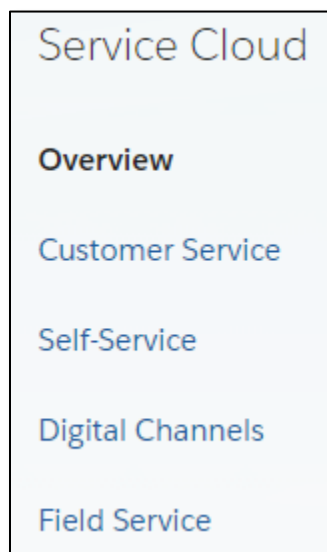 Service Cloud
Overview
Customer Service
Self-Service
Digital Channels
Field Service